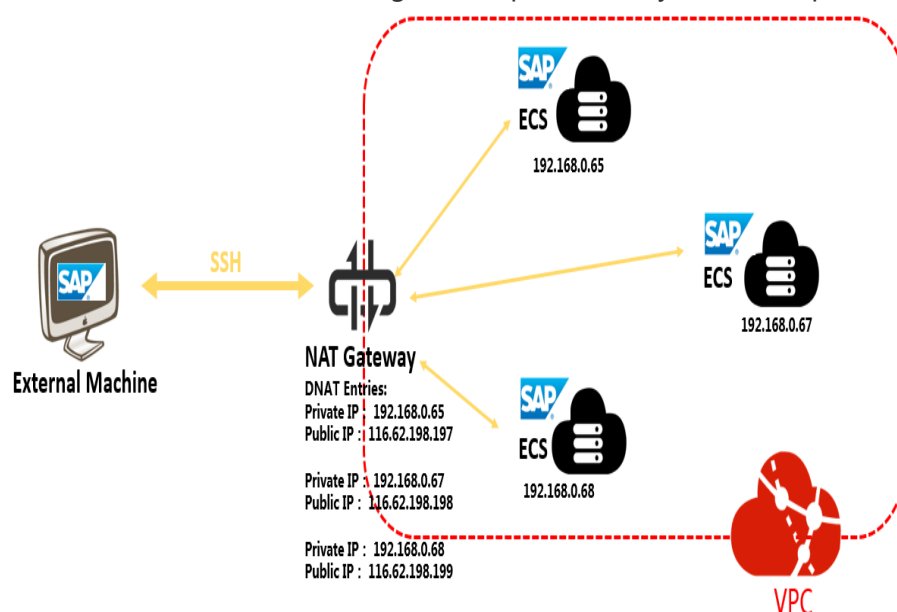 SAP
ECS
192.168.0.65
SAP
ECS
192.168.0.67
SSH
SAP
External Machine
NAT Gateway
DNAT Entries:
Private IP : 192.168.0.65
Public IP : 116.62.198.197
Private IP : 192.168.0.67
Public IP : 116.62.198.198
Private IP : 192.168.0.68
Public IP : 116.62.198.199
SAP
ECS
192.168.0.68
VPC